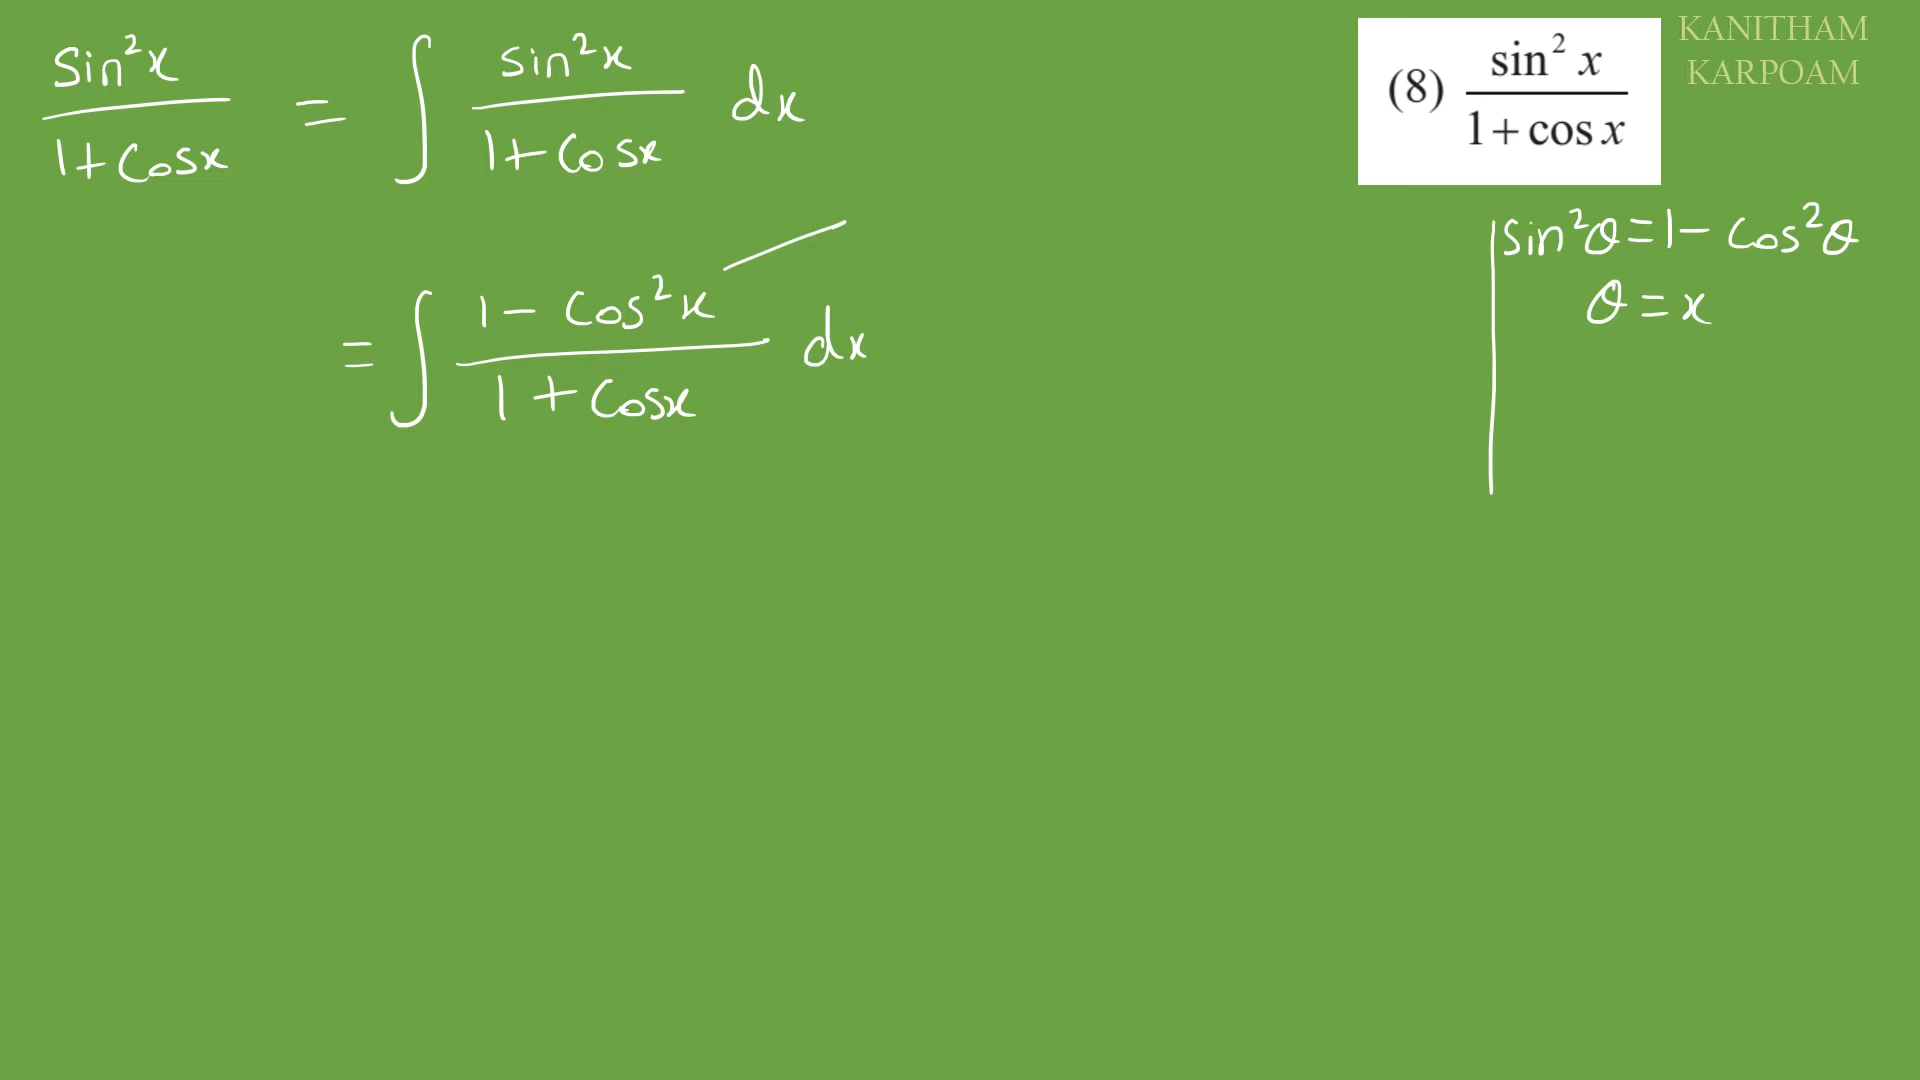 sin²x / 1+cosx = ∫ sin²x / 1+cosx dx
= ∫ 1 - cos²x / 1+cosx dx
(8) sin² x / 1+cos x
KANITHAM
KARPOAM
sin²θ=1-cos²θ
θ=x